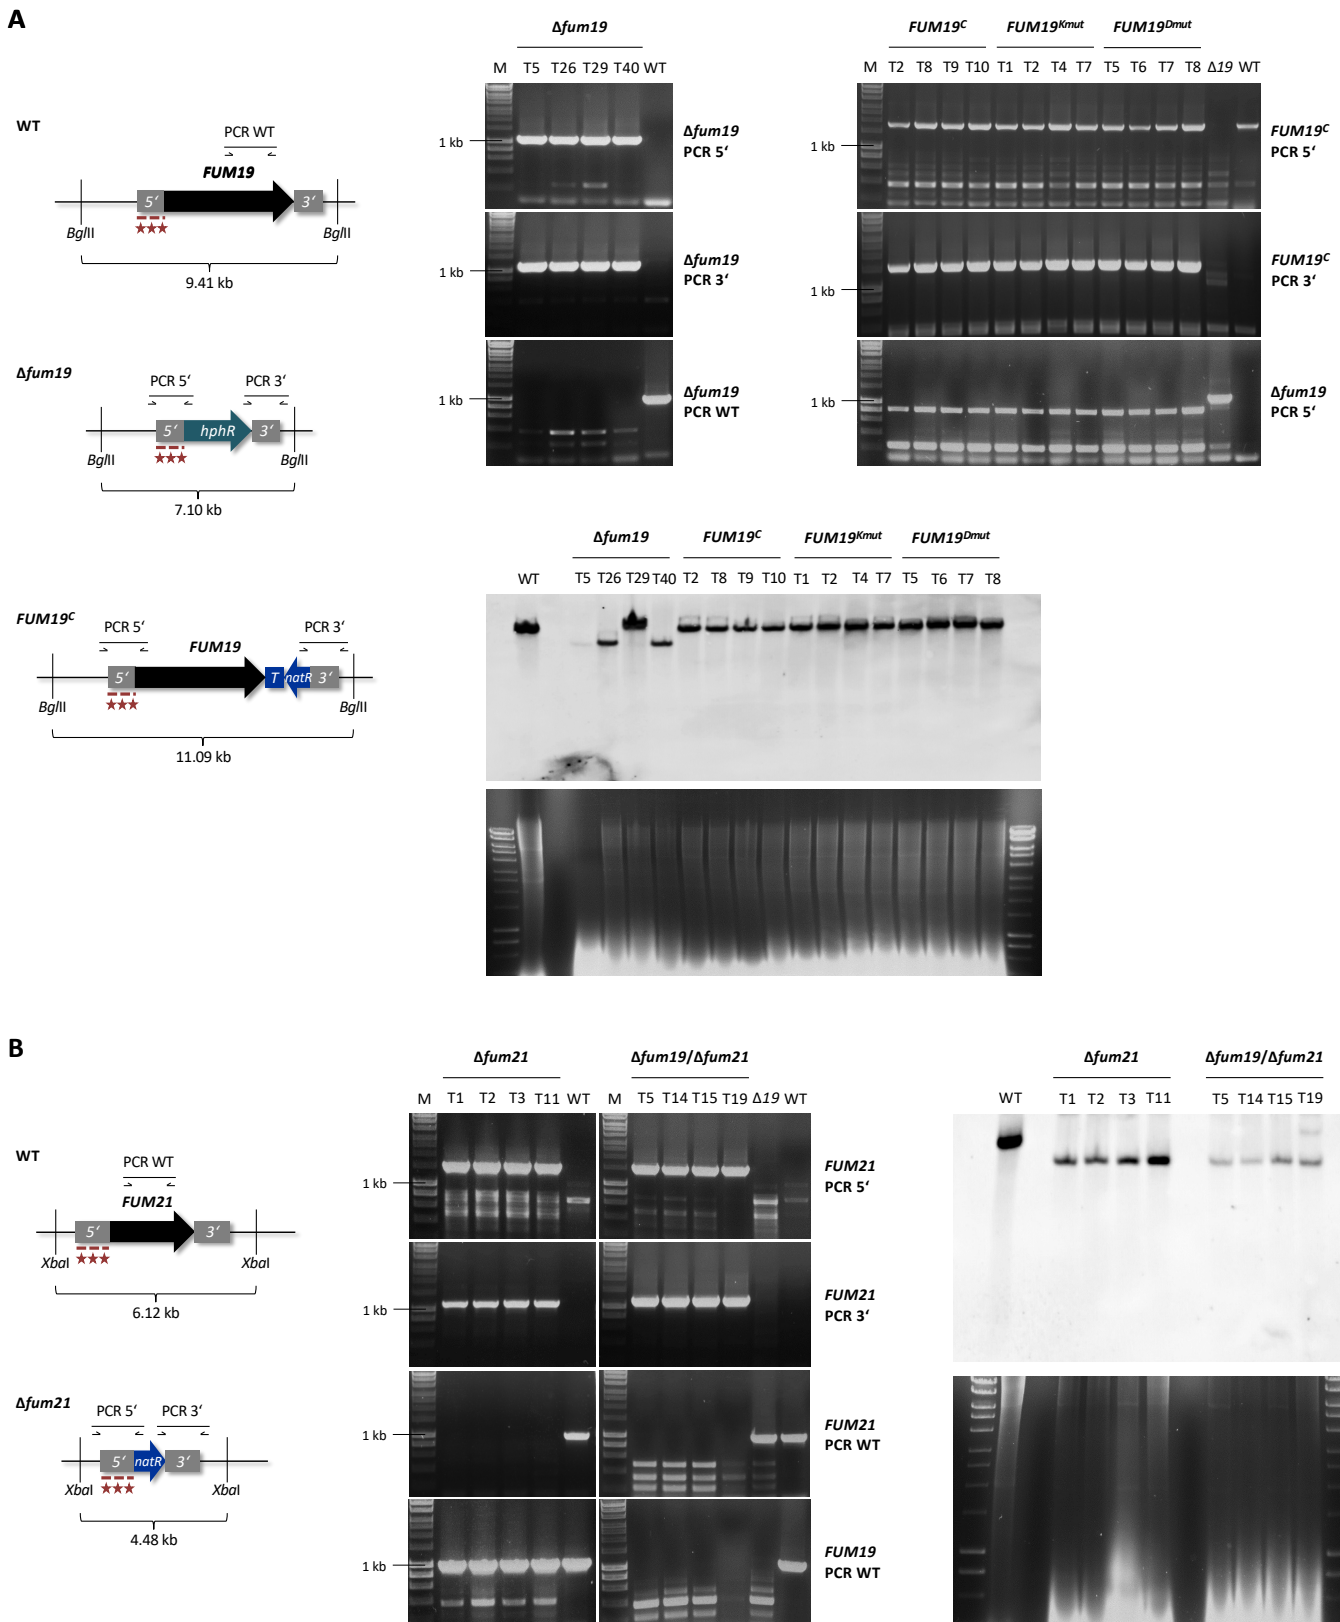 A
WT
PCR WT
FUM19
5‘ 3‘
BglII BglII
9.41 kb
Δfum19
PCR 5‘ PCR 3‘
5‘ hphR 3‘
BglII BglII
7.10 kb
FUM19C
PCR 5‘ PCR 3‘
FUM19
5‘ T natR 3‘
BglII BglII
11.09 kb
Δfum19
M T5 T26 T29 T40 WT
1 kb
Δfum19
PCR 5‘
1 kb
Δfum19
PCR 3‘
1 kb
Δfum19
PCR WT
FUM19C FUM19Kmut FUM19Dmut
M T2 T8 T9 T10 T1 T2 T4 T7 T5 T6 T7 T8 Δ19 WT
1 kb
FUM19C
PCR 5‘
1 kb
FUM19C
PCR 3‘
1 kb
Δfum19
PCR 5‘
Δfum19 FUM19C FUM19Kmut FUM19Dmut
WT T5 T26 T29 T40 T2 T8 T9 T10 T1 T2 T4 T7 T5 T6 T7 T8
B
WT
PCR WT
FUM21
5‘ 3‘
XbaI XbaI
6.12 kb
Δfum21
PCR 5‘ PCR 3‘
5‘ natR 3‘
XbaI XbaI
4.48 kb
Δfum21 Δfum19/Δfum21
M T1 T2 T3 T11 WT M T5 T14 T15 T19 Δ19 WT
1 kb
FUM21
PCR 5‘
1 kb
FUM21
PCR 3‘
1 kb
FUM21
PCR WT
1 kb
FUM19
PCR WT
Δfum21 Δfum19/Δfum21
WT T1 T2 T3 T11 T5 T14 T15 T19